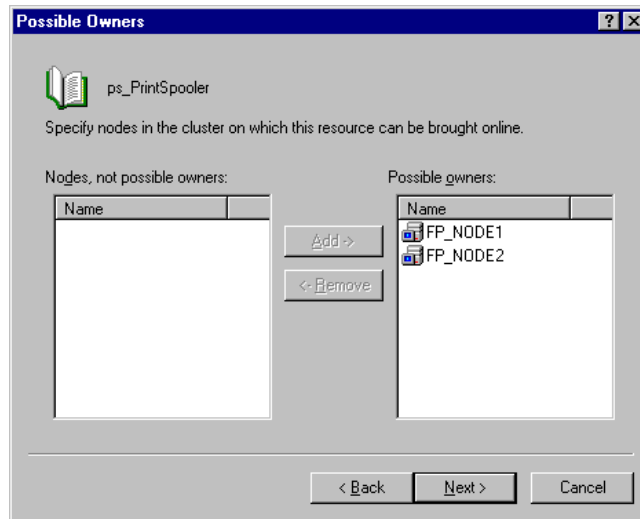 Possible Owners
ps_PrintSpooler
Specify nodes in the cluster on which this resource can be brought online.
Nodes, not possible owners:
Possible owners:
Name
Name
FP_NODE1
FP_NODE2
Add ->
<- Remove
< Back
Next >
Cancel